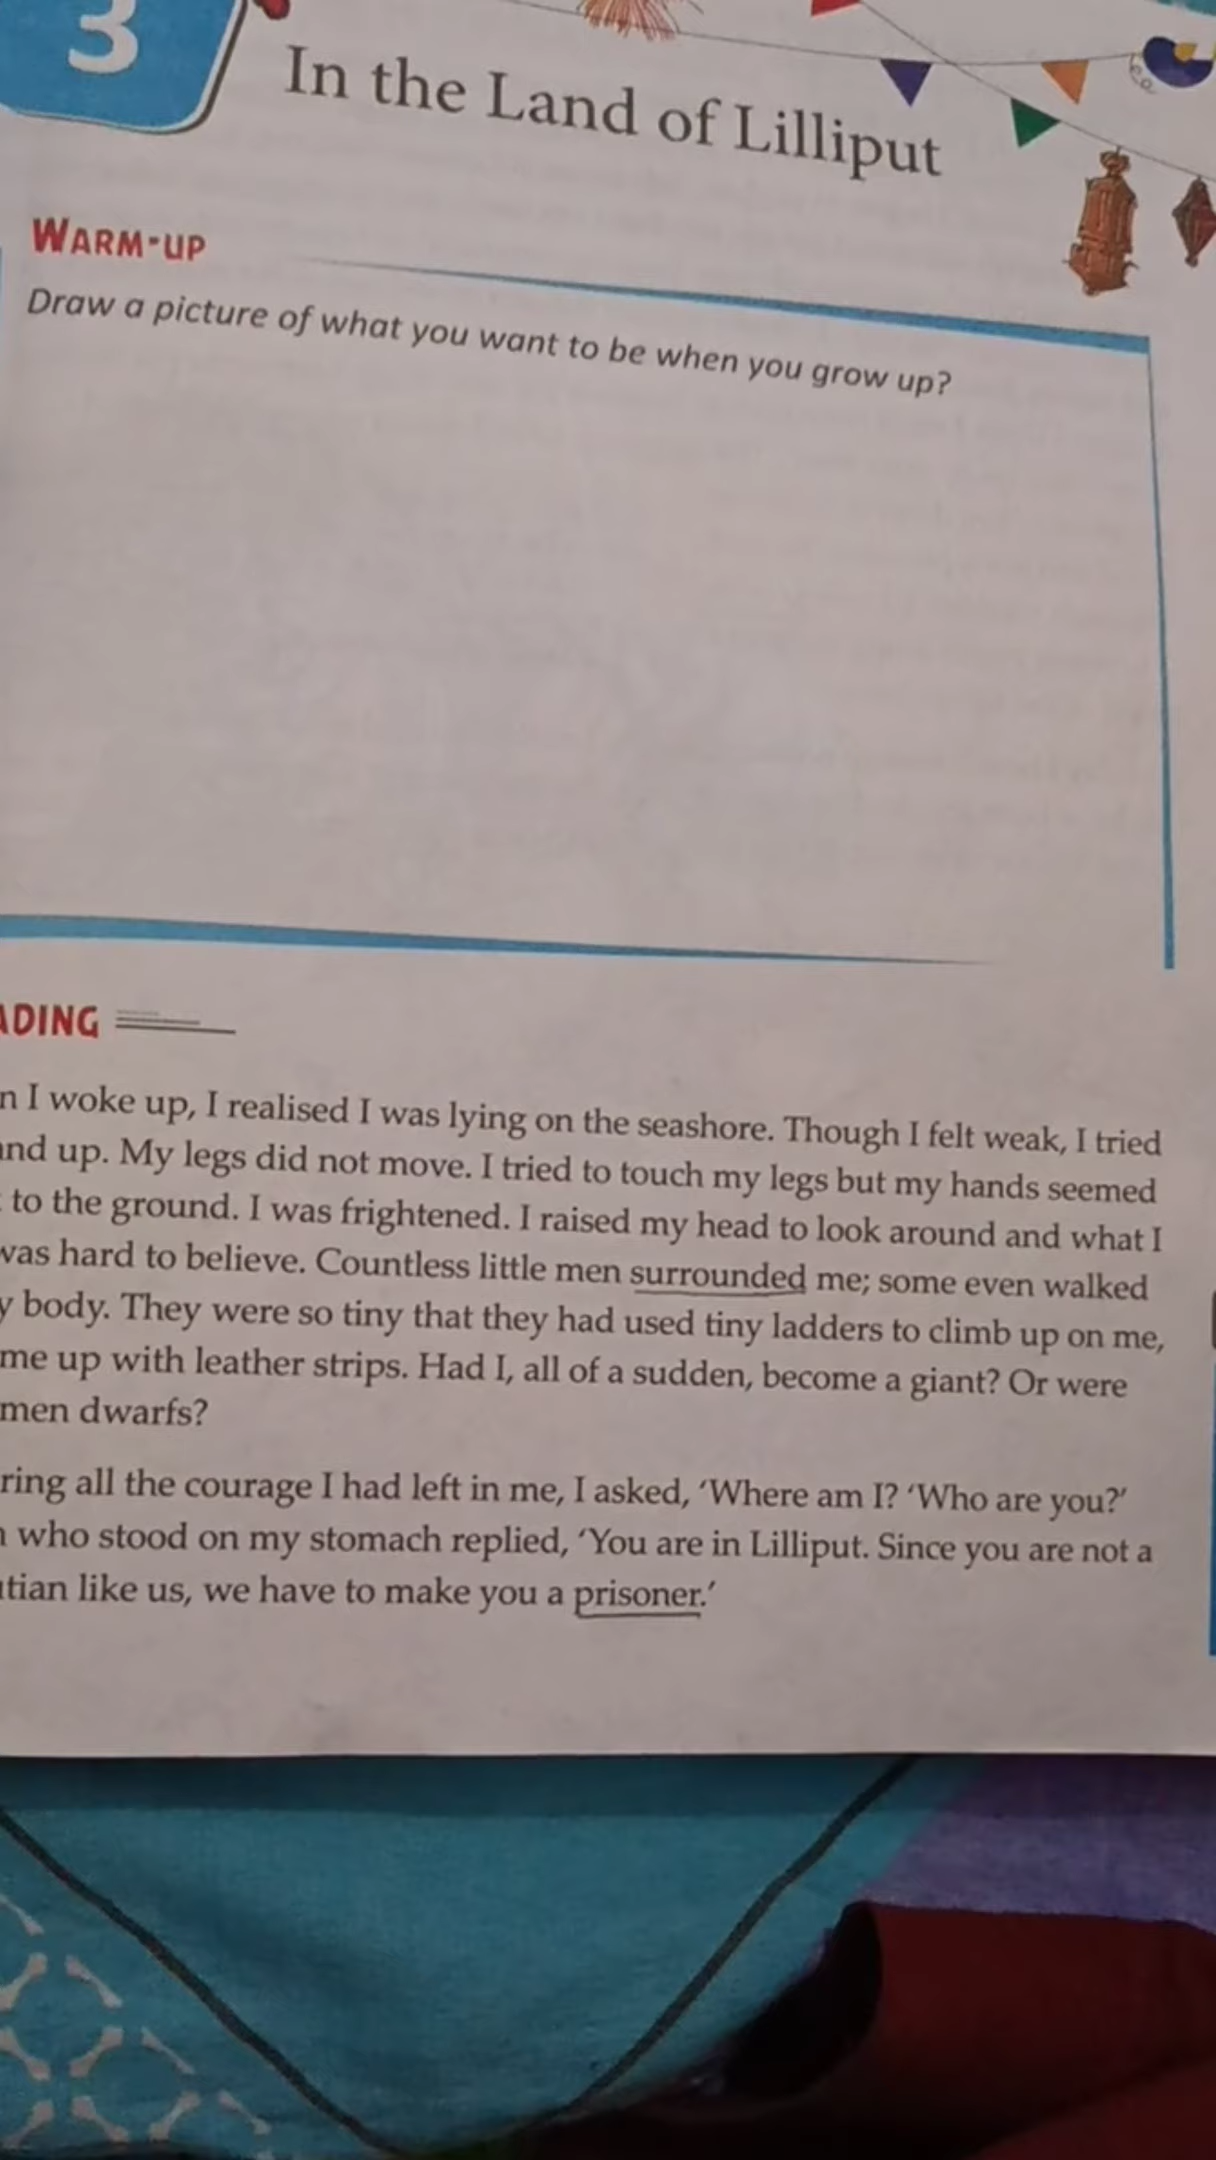 3
In the Land of Lilliput
WARM-UP
Draw a picture of what you want to be when you grow up?
ADING
n I woke up, I realised I was lying on the seashore. Though I felt weak, I tried
nd up. My legs did not move. I tried to touch my legs but my hands seemed
to the ground. I was frightened. I raised my head to look around and what I
was hard to believe. Countless little men surrounded me; some even walked
y body. They were so tiny that they had used tiny ladders to climb up on me,
me up with leather strips. Had I, all of a sudden, become a giant? Or were
men dwarfs?
ring all the courage I had left in me, I asked, ‘Where am I? ‘Who are you?’
who stood on my stomach replied, ‘You are in Lilliput. Since you are not a
tian like us, we have to make you a prisoner.’